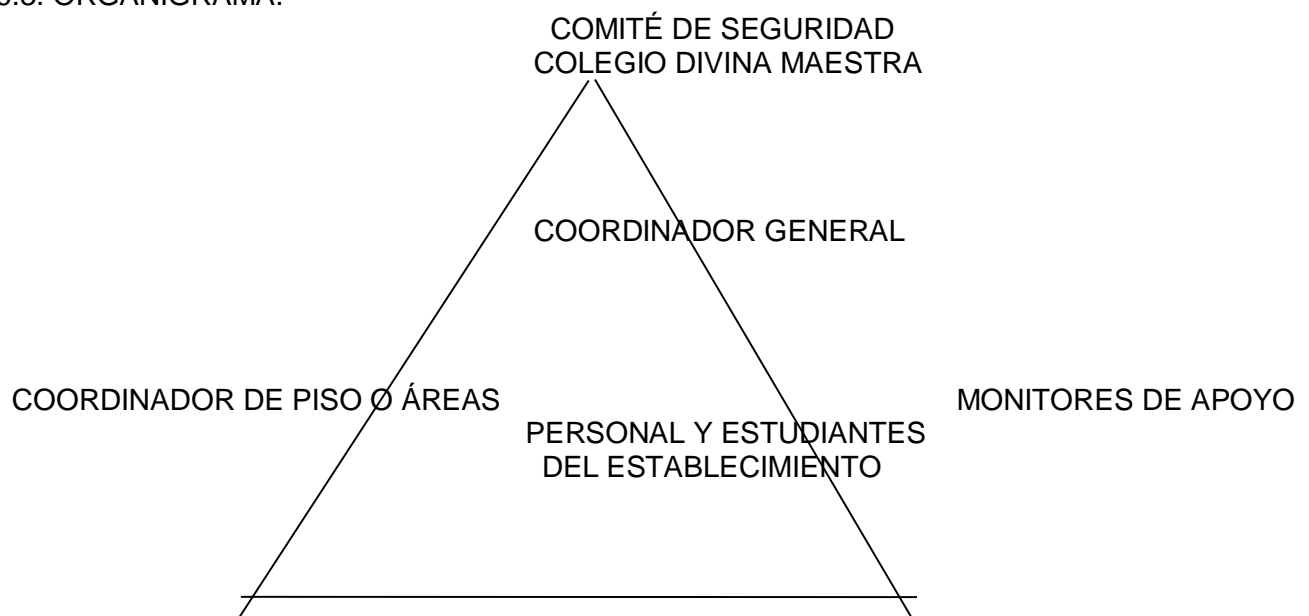 ORGANIGRAMA:
COMITÉ DE SEGURIDAD
COLEGIO DIVINA MAESTRA
COORDINADOR GENERAL
COORDINADOR DE PISO O ÁREAS
MONITORES DE APOYO
PERSONAL Y ESTUDIANTES
DEL ESTABLECIMIENTO